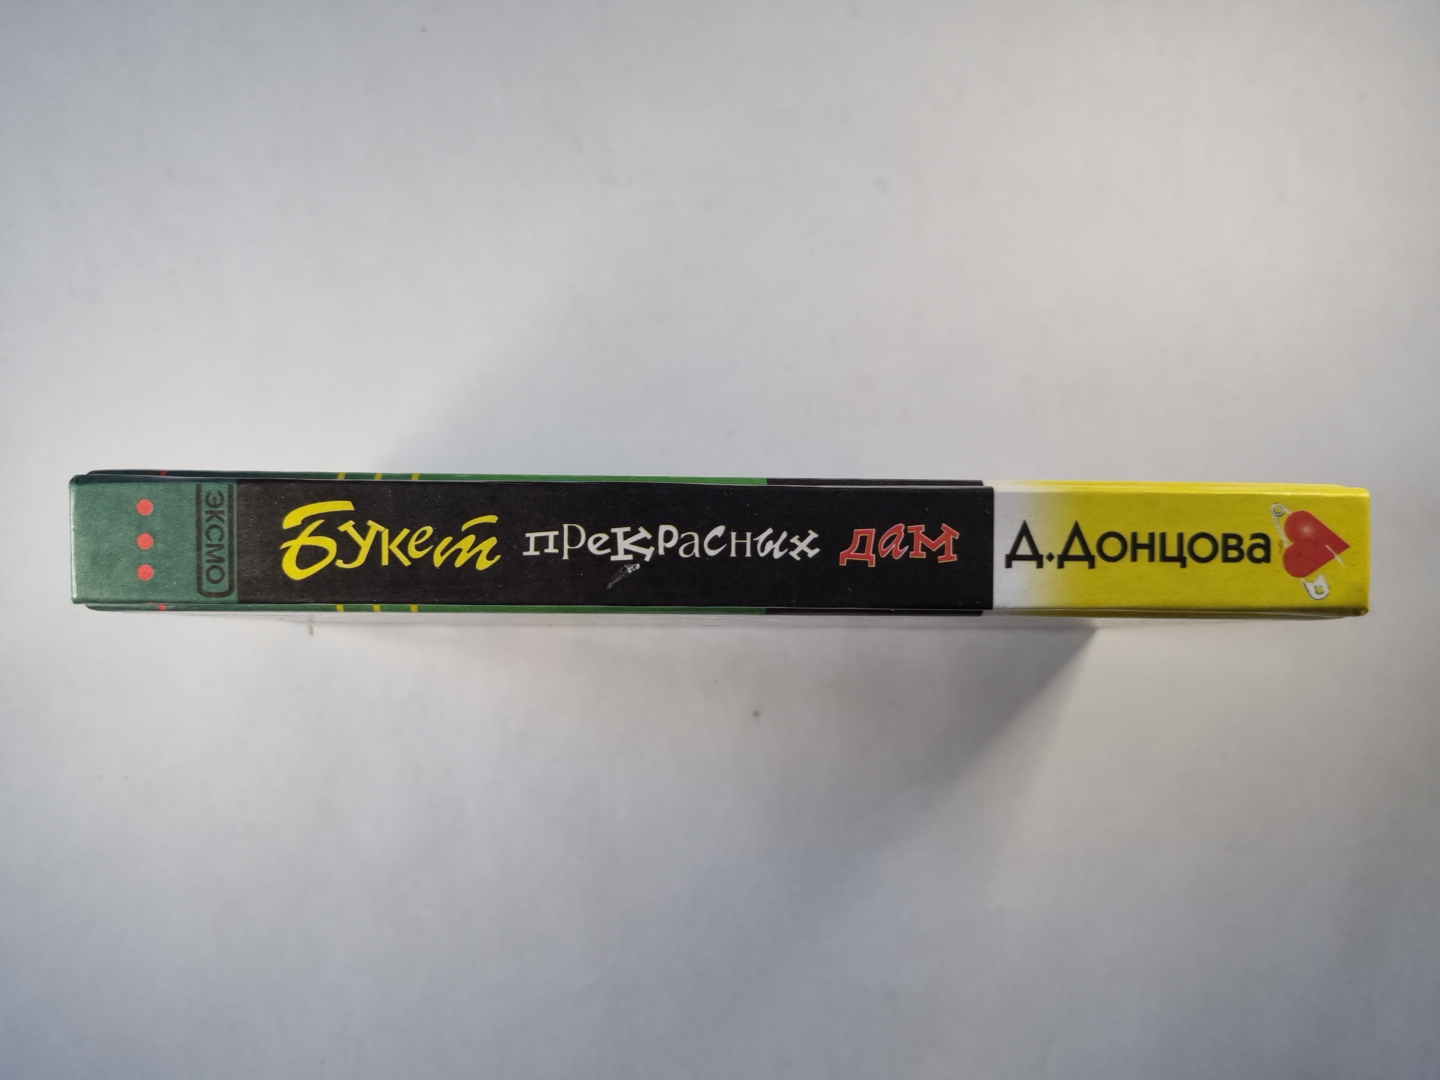 ЭКСМО
Букет прекрасных дам
Д.Донцова